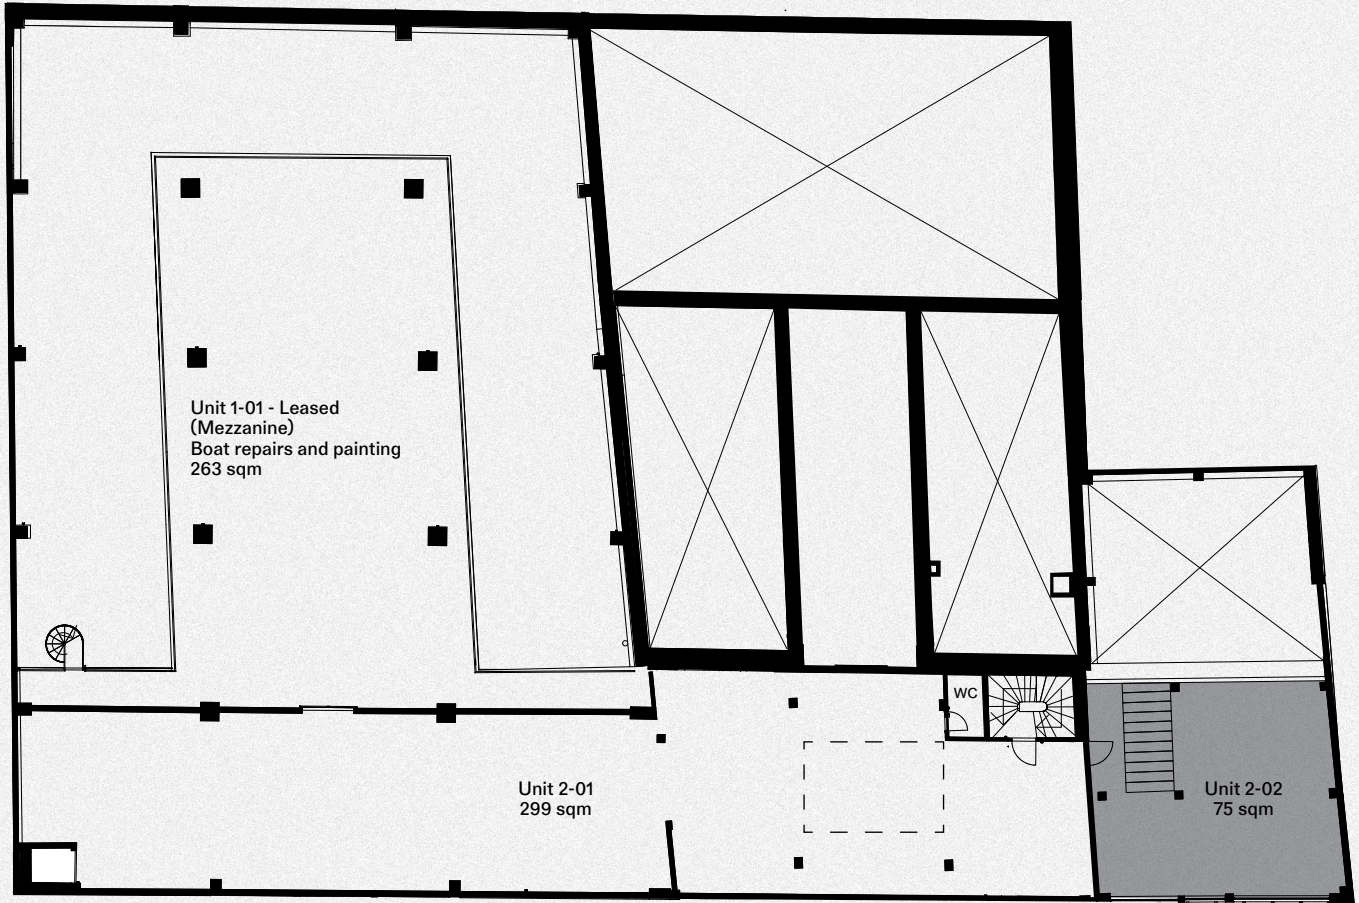 Unit 1-01 - Leased
(Mezzanine)
Boat repairs and painting
263 sqm
WC
Unit 2-01
299 sqm
Unit 2-02
75 sqm